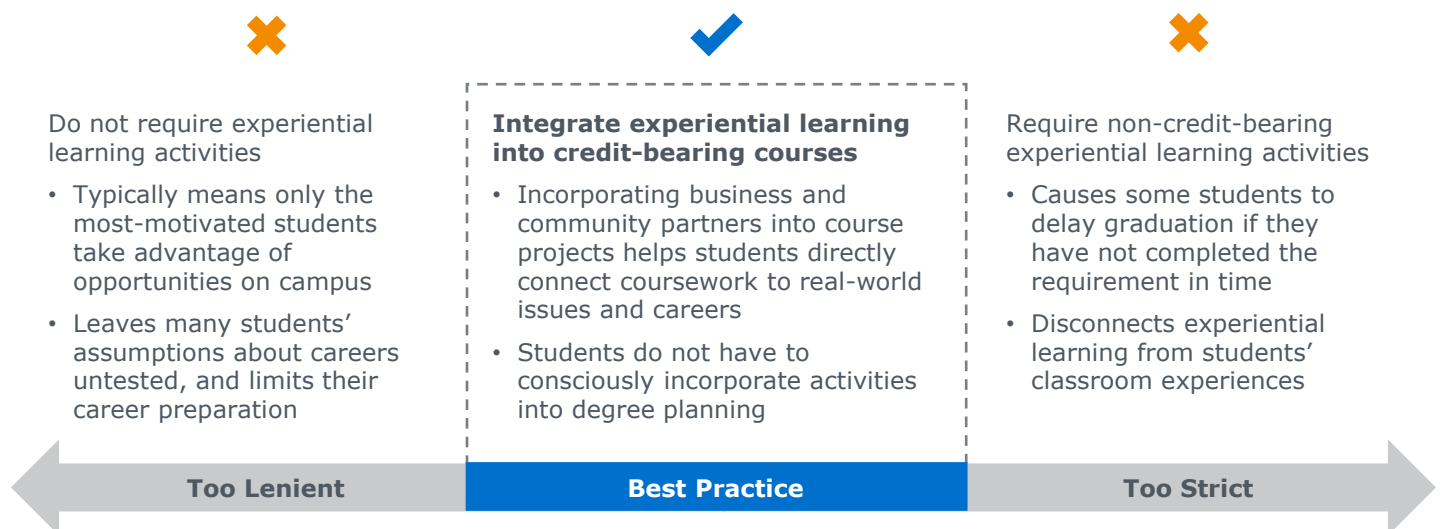 Do not require experiential
learning activities
• Typically means only the
most-motivated students
take advantage of
opportunities on campus
• Leaves many students’
assumptions about careers
untested, and limits their
career preparation
Integrate experiential learning
into credit-bearing courses
• Incorporating business and
community partners into course
projects helps students directly
connect coursework to real-world
issues and careers
• Students do not have to
consciously incorporate activities
into degree planning
Require non-credit-bearing
experiential learning activities
• Causes some students to
delay graduation if they
have not completed the
requirement in time
• Disconnects experiential
learning from students’
classroom experiences
Too Lenient
Best Practice
Too Strict